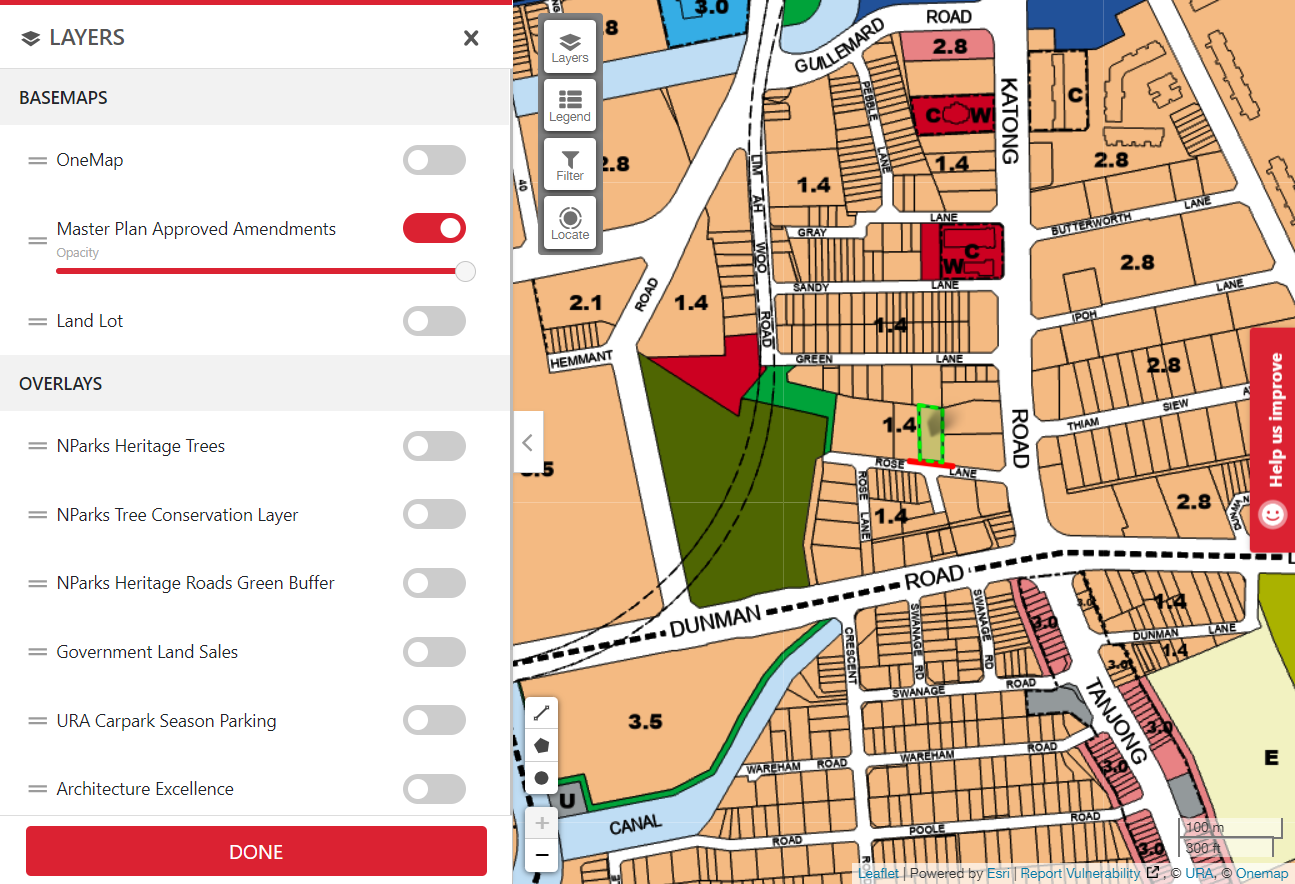 LAYERS
BASEMAPS
OneMap
Master Plan Approved Amendments
Opacity
Land Lot
OVERLAYS
NParks Heritage Trees
NParks Tree Conservation Layer
NParks Heritage Roads Green Buffer
Government Land Sales
URA Carpark Season Parking
Architecture Excellence
DONE
Layers
Legend
Filter
Locate
3.0
ROAD
GUILLEMARD
2.8
KATONG
C
PEBBLE
LANE
C W
2.8
1.4
2.8
1.4
40
LIM AH WOO ROAD
LANE
GRAY
BUTTERWORTH
LANE
C
W
2.8
SANDY
LANE
2.1
ROAD
1.4
1.4
IPOH
LANE
HEMMANT
GREEN
LANE
2.8
THIAM
SIEW
1.4
ROAD
ROSE
LANE
ROSE LANE
1.4
2.8
DUNMAN
ROAD
Help us improve
3.0
1.4
SWANAGE RD
SWANAGE RD
3.0
CRESCENT
DUNMAN
LANE
1.4
3.0
SWANAGE
ROAD
TANJONG
3.5
3.0
E
WAREHAM
ROAD
WAREHAM
ROAD
3.0
U
CANAL
ROAD
POOLE
ROAD
3.0
+
−
100 m
300 ft
Leaflet | Powered by Esri | Report Vulnerability , © URA, © Onemap